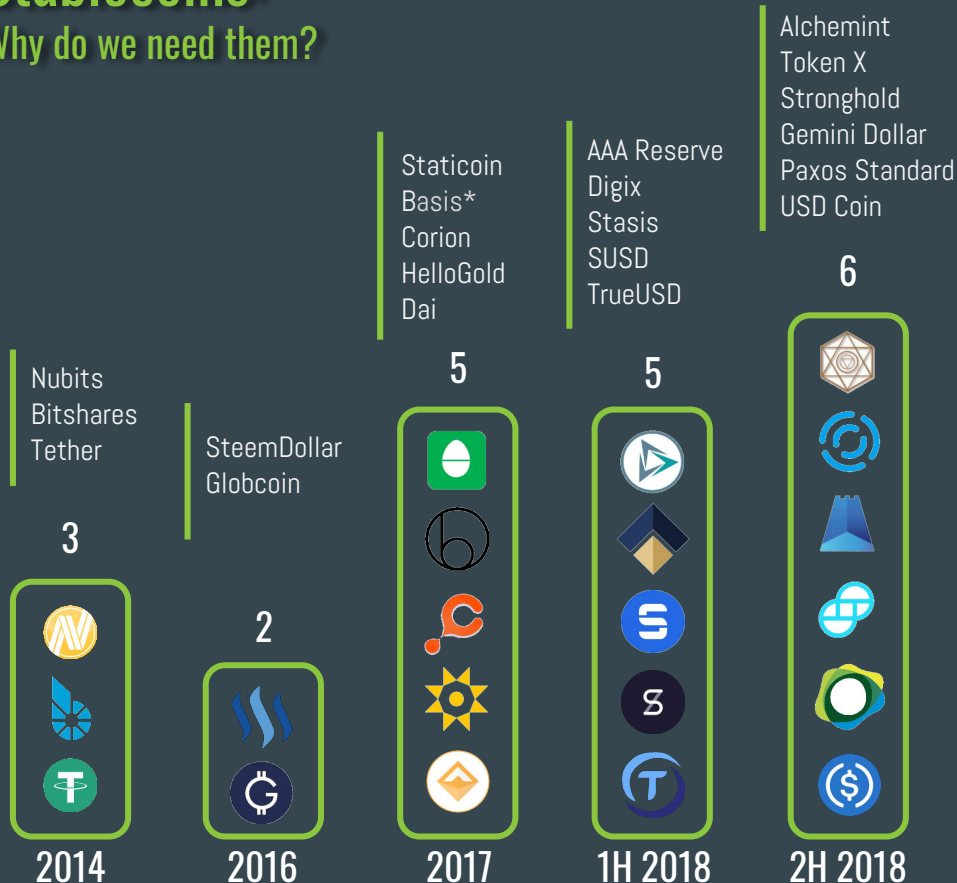 Why do we need them?
Nubits
Bitshares
Tether
3
2014
SteemDollar
Globcoin
2
2016
Staticoin
Basis*
Corion
HelloGold
Dai
5
2017
AAA Reserve
Digix
Stasis
SUSD
TrueUSD
5
1H 2018
Alchemint
Token X
Stronghold
Gemini Dollar
Paxos Standard
USD Coin
6
2H 2018